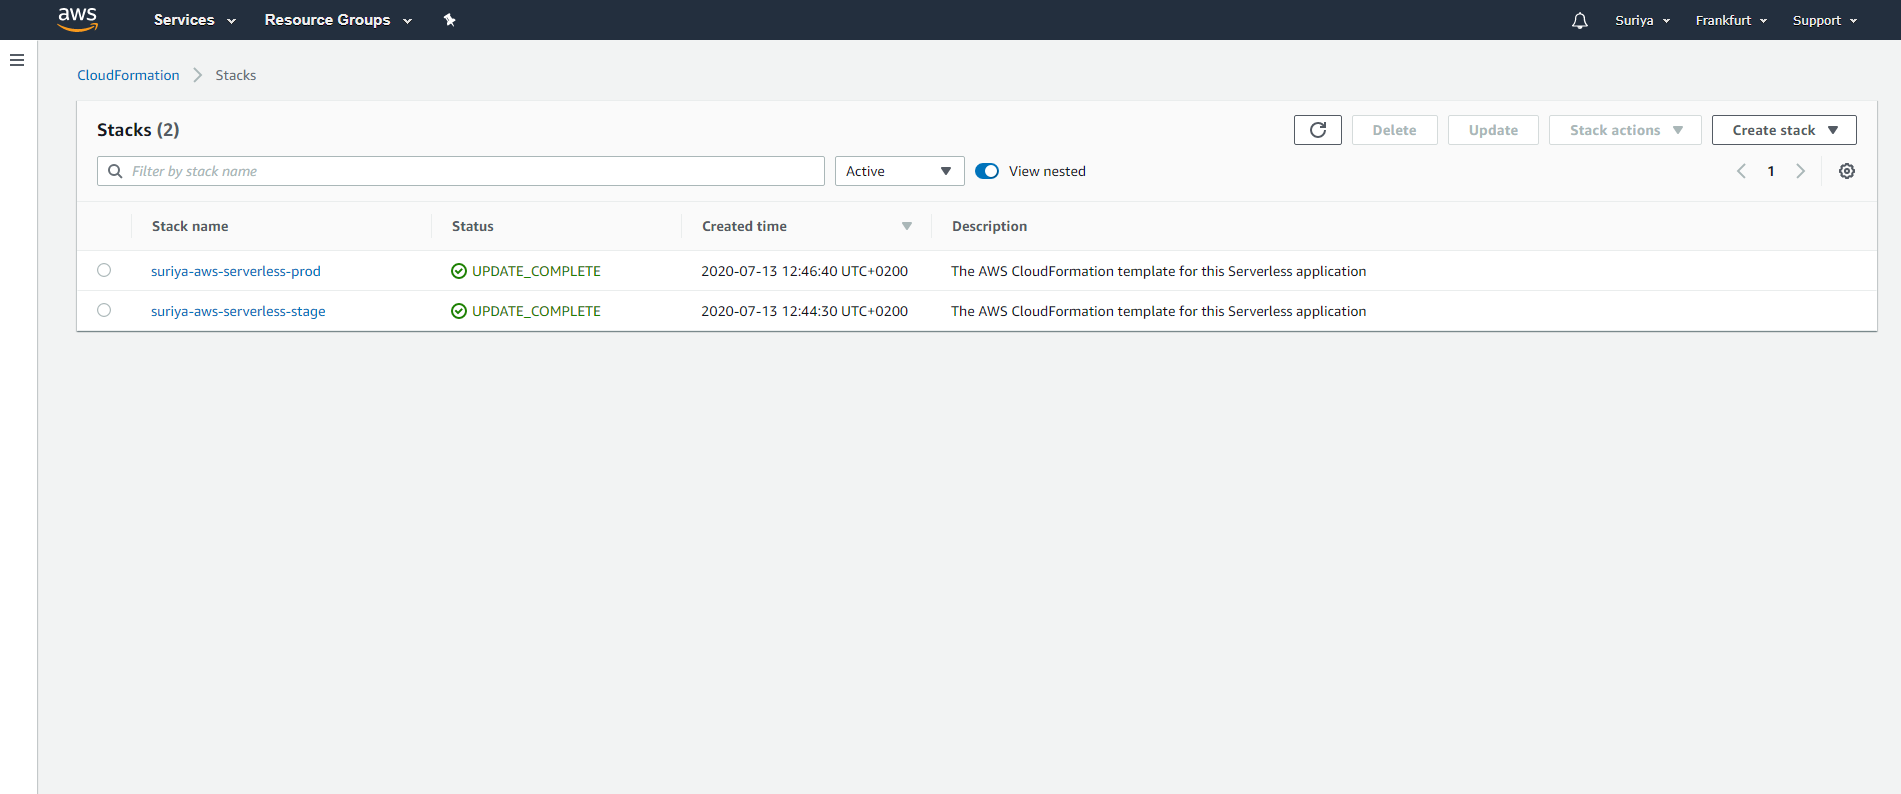 aws Services Resource Groups Suriya Frankfurt Support
CloudFormation Stacks
Stacks (2) Delete Update Stack actions Create stack
Filter by stack name Active View nested 1
Stack name Status Created time Description
suriya-aws-serverless-prod UPDATE_COMPLETE 2020-07-13 12:46:40 UTC+0200 The AWS CloudFormation template for this Serverless application
suriya-aws-serverless-stage UPDATE_COMPLETE 2020-07-13 12:44:30 UTC+0200 The AWS CloudFormation template for this Serverless application